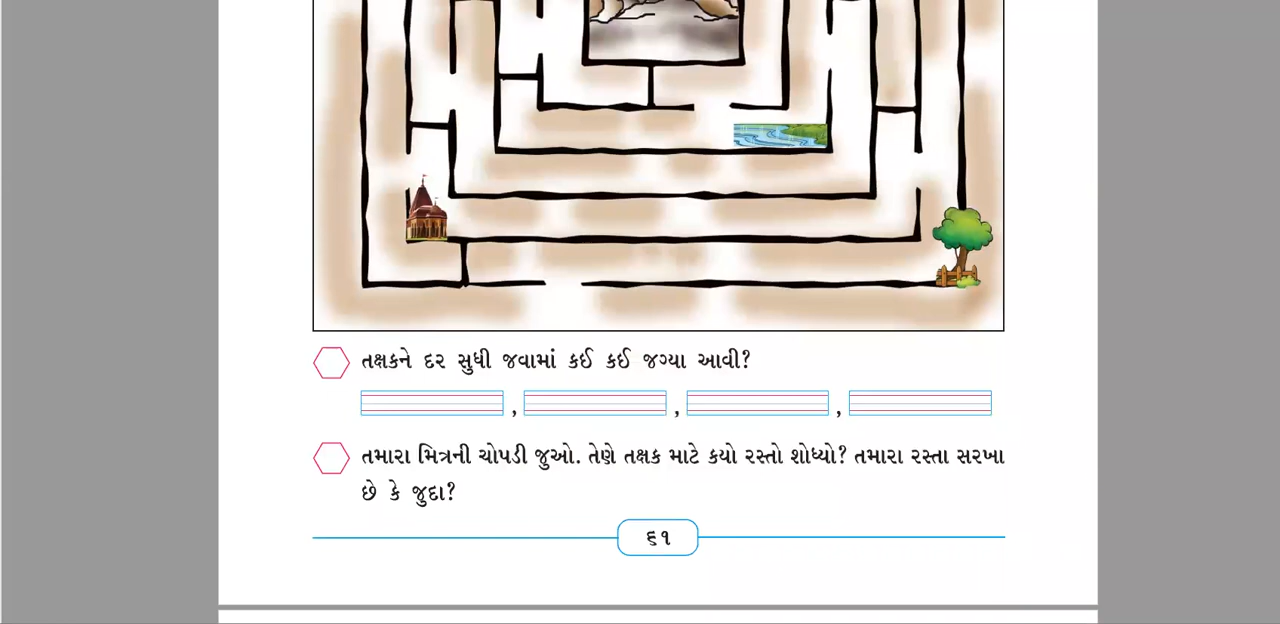 તક્ષકને દર સુધી જવામાં કઈ કઈ જગ્યા આવી?
, , ,
તમારા મિત્રની ચોપડી જુઓ. તેણે તક્ષક માટે કયો રસ્તો શોધ્યો? તમારા રસ્તા સરખા
છે કે જુદા?
૬૧